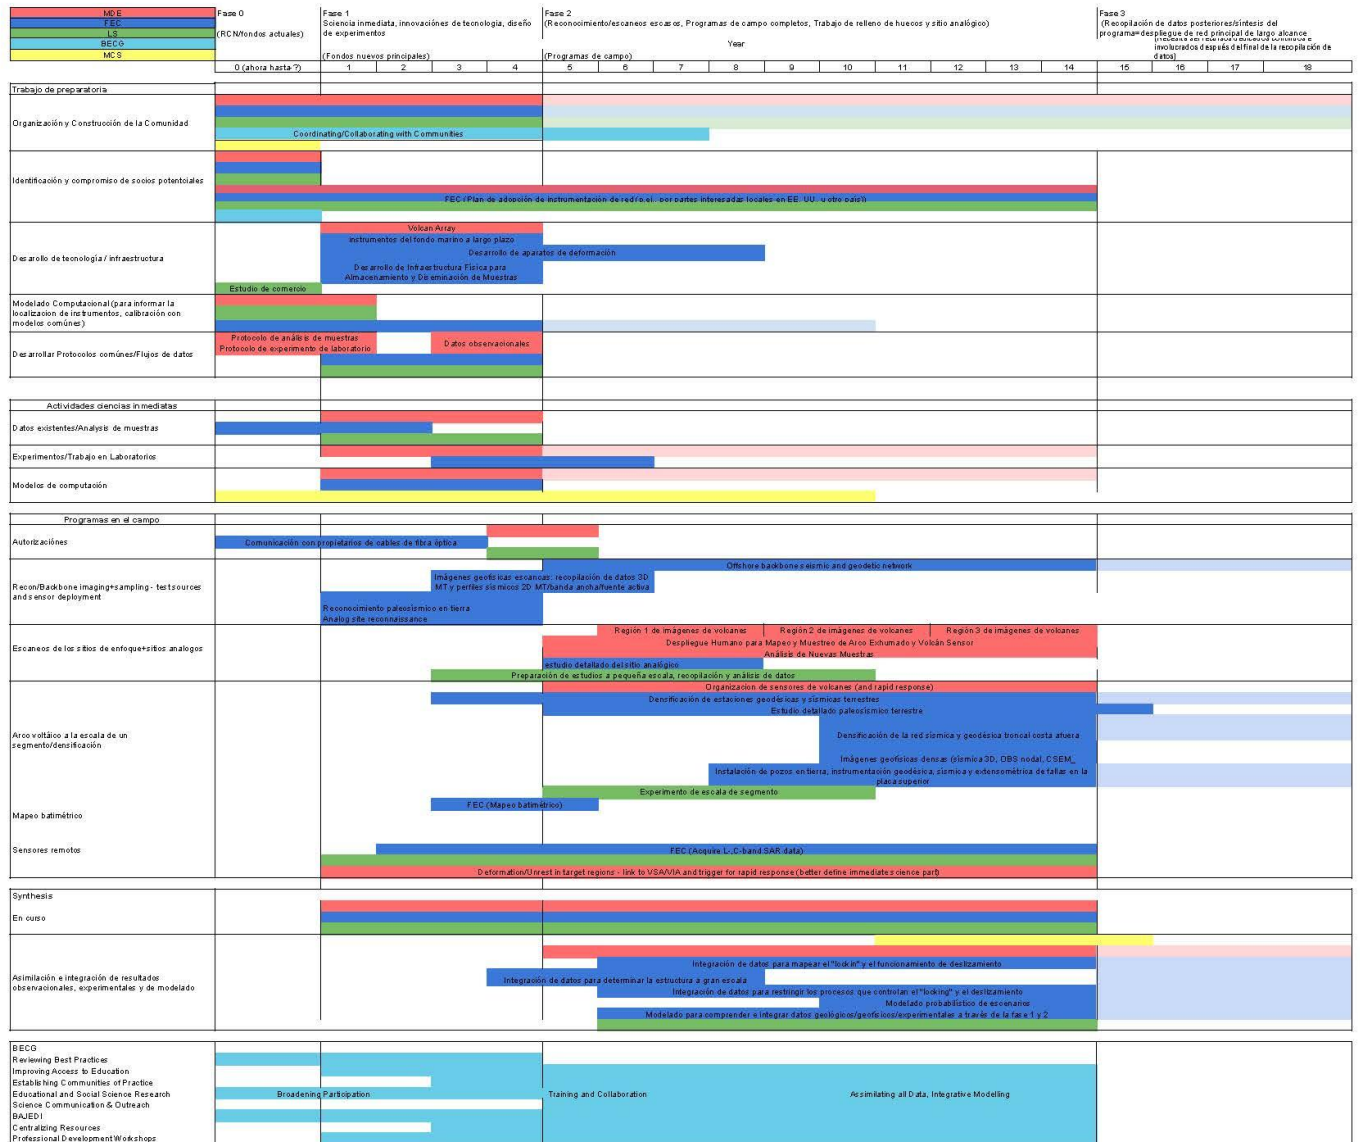 MDE
FEC
LS
BECG
MCS
Fase 0
(RCN/fondos actuales)
Fase 1
Sciencia inmediata, innovaciónes de tecnología, diseño
de experimentos
(Fondos nuevos principales)
Fase 2
(Reconocimiento/escaneos escasos, Programas de campo completos, Trabajo de relleno de huecos y sitio analógico)
Year
(Programas de campo)
Fase 3
(Recopilación de datos posteriores/síntesis del
programa=despliegue de red principal de largo alcance
involucrados después del final de la recopilación de
datos)
0 (ahora hasta ?) 1 2 3 4 5 6 7 8 9 10 11 12 13 14 15 16 17 18
Trabajo de preparatoria
Organización y Construcción de la Comunidad
Coordinating/Collaborating with Communities
Identificación y compromiso de socios potentciales
FEC (Plan de adopción de instrumentación de red (p.ej., por partes interesadas locales en EE. UU. u otro país))
Desarollo de tecnología / infraestructura
Volcan Array
Instrumentos del fondo marino a largo plazo
Desarrollo de aparatos de deformación
Desarrollo de Infraestructura Física para
Almacenamiento y Diseminación de Muestras
Estudio de comercio
Modelado Computacional (para informar la
localizacion de instrumentos, calibración con
modelos comúnes)
Desarrollar Protocolos comúnes/Flujos de datos
Protocolo de análisis de muestras
Protocolo de experimento de laboratorio
Datos observacionales
Actividades ciencias inmediatas
Datos existentes/Analysis de muestras
Experimentos/Trabajo en Laboratorios
Modelos de computación
Programas en el campo
Autorizaciónes
Comunicación con propietarios de cables de fibra óptica
Recon/Backbone imaging+sampling - test sources
and sensor deployment
Offshore backbone seismic and geodetic network
Imágenes geofísicas escancas: recopilación de datos 3D
MT y perfiles sísmicos 2D MT/banda ancha/fuente activa
Reconocimiento paleosísmico en tierra
Analog site reconnaissance
Escaneos de los sitios de enfoque+sitios analogos
Región 1 de imágenes de volcanes
Región 2 de imágenes de volcanes
Región 3 de imágenes de volcanes
Despliegue Humano para Mapeo y Muestreo de Arco Exhumado y Volcán Sensor
Análisis de Nuevas Muestras
estudio detallado del sitio analógico
Preparación de estudios a pequeña escala, recopilación y análisis de datos
Arco voltáico a la escala de un
segmento/densificación
Organizacion de sensores de volcanes (and rapid response)
Densificación de estaciones geodésicas y sísmicas terrestres
Estudio detallado paleosísmico terrestre
Densificación de la red sísmica y geodésica troncal costa afuera
Imágenes geofísicas densas (sísmica 3D, OBS nodal, CSEM_
Instalación de pozos en tierra, instrumentación geodésica, sísmica y extensométrica de fallas en la
placa superior
Experimento de escala de segmento
FEC (Mapeo batimétrico)
Mapeo batimétrico
Sensores remotos
FEC (Acquire L-,C-band SAR data)
Deformation/Unrest in target regions - link to VSA/VIA and trigger for rapid response (better define immediate science part)
Synthesis
En curso
Asimilación e integración de resultados
observacionales, experimentales y de modelado
Integración de datos para mapear el "lockin" y el funcionamiento de deslizamiento
Integración de datos para determinar la estructura a gran escala
Integración de datos para restringir los procesos que controlan el "locking" y el deslizamiento
Modelado probabilístico de escenarios
Modelado para comprender e integrar datos geológicos/geofísicos/experimentales a través de la fase 1 y 2
BECG
Reviewing Best Practices
Improving Access to Education
Establishing Communities of Practice
Educational and Social Science Research
Broadening Participation
Training and Collaboration
Assimilating all Data, Integrative Modelling
Science Communication & Outreach
BAJEDI
Centralizing Resources
Professional Development Workshops